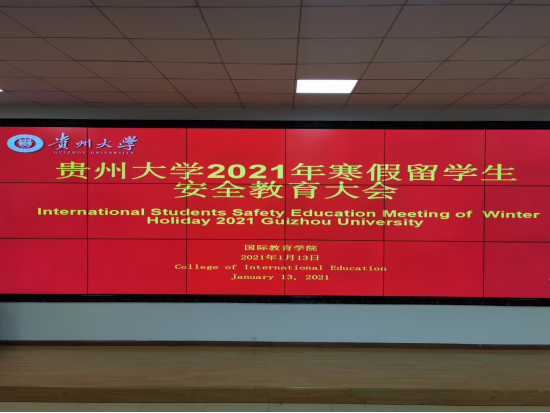 贵州大学
GUIZHOU UNIVERSITY
贵州大学2021年寒假留学生
安全教育大会
International Students Safety Education Meeting of Winter
Holiday 2021 Guizhou University
国际教育学院
2021年1月13日
College of International Education
January 13, 2021